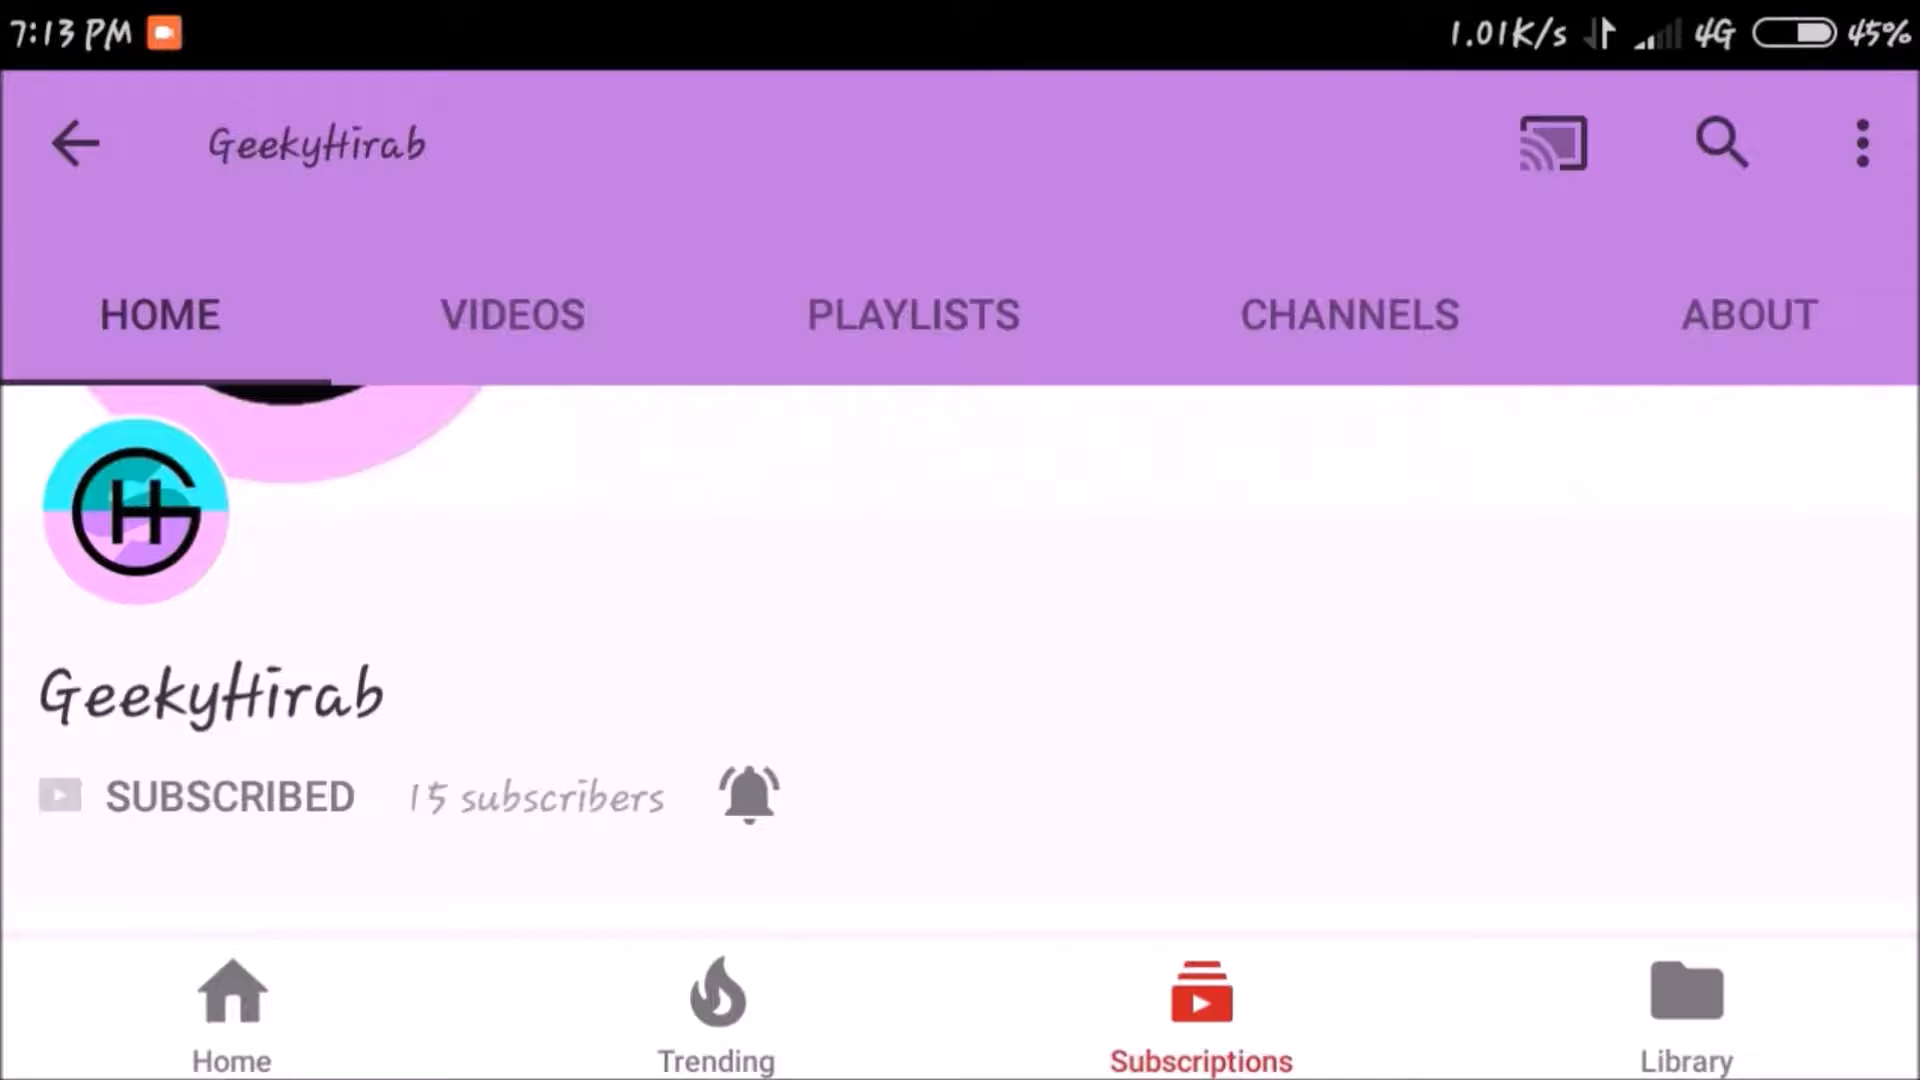 7:13 PM 1.01K/s 4G 45%
GeekyHirab
HOME VIDEOS PLAYLISTS CHANNELS ABOUT
GH
GeekyHirab
SUBSCRIBED 15 subscribers
Home Trending Subscriptions Library